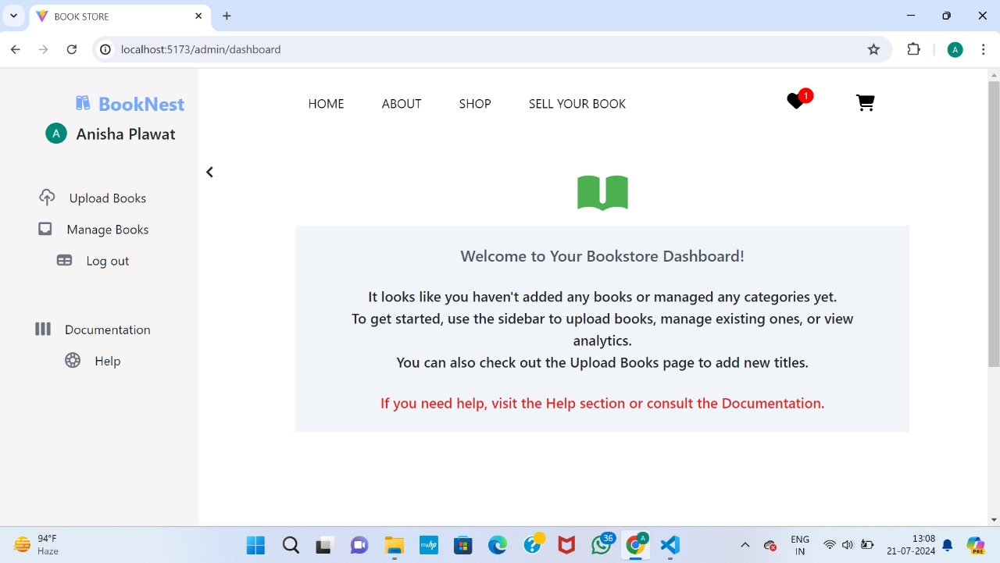 BOOK STORE
localhost:5173/admin/dashboard
A
BookNest
HOME ABOUT SHOP SELL YOUR BOOK
1
A Anisha Plawat
Upload Books
Manage Books
Log out
Documentation
Help
Welcome to Your Bookstore Dashboard!
It looks like you haven't added any books or managed any categories yet.
To get started, use the sidebar to upload books, manage existing ones, or view
analytics.
You can also check out the Upload Books page to add new titles.
If you need help, visit the Help section or consult the Documentation.
94°F
Haze
myhp
36
A
ENG
IN
13:08
21-07-2024
PRE